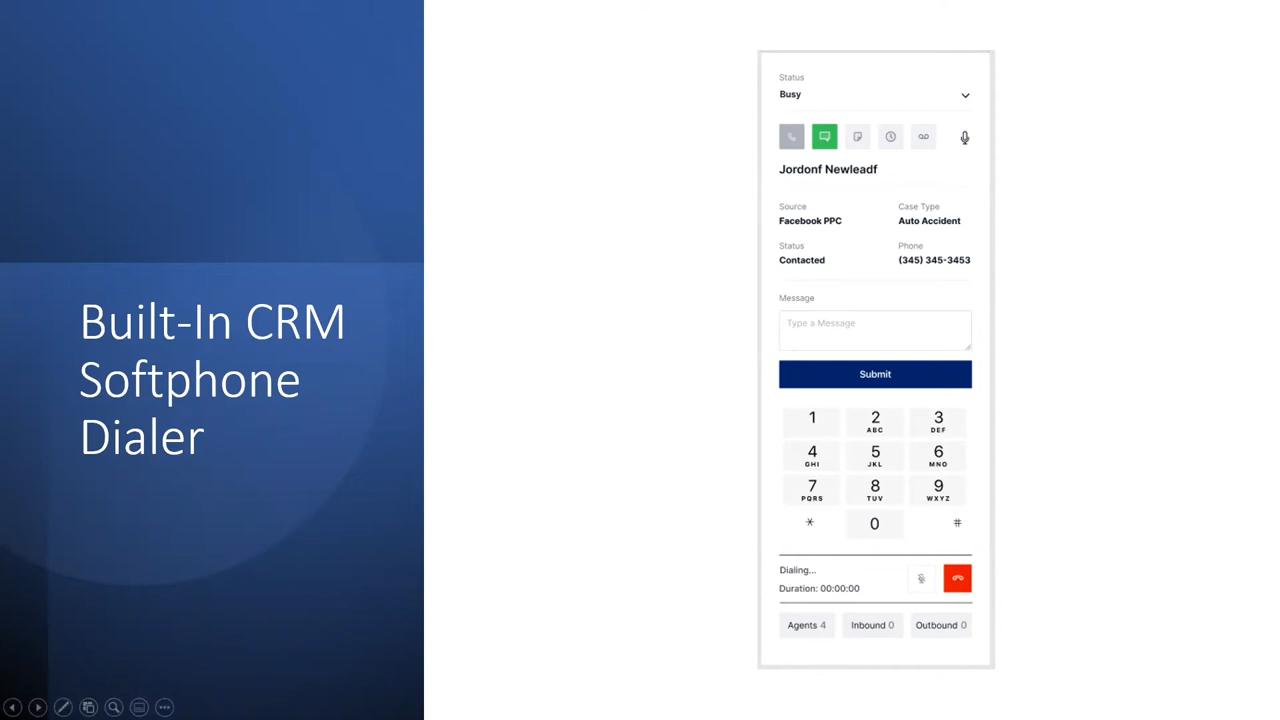 Built-In CRM
Softphone
Dialer
Status
Busy
Jordonf Newleadf
Source Case Type
Facebook PPC Auto Accident
Status Phone
Contacted (345) 345-3453
Message
Type a Message
Submit
1 2 3
ABC DEF
4 5 6
GHI JKL MNO
7 8 9
PQRS TUV WXYZ
* 0 #
Dialing...
Duration: 00:00:00
Agents 4 Inbound 0 Outbound 0